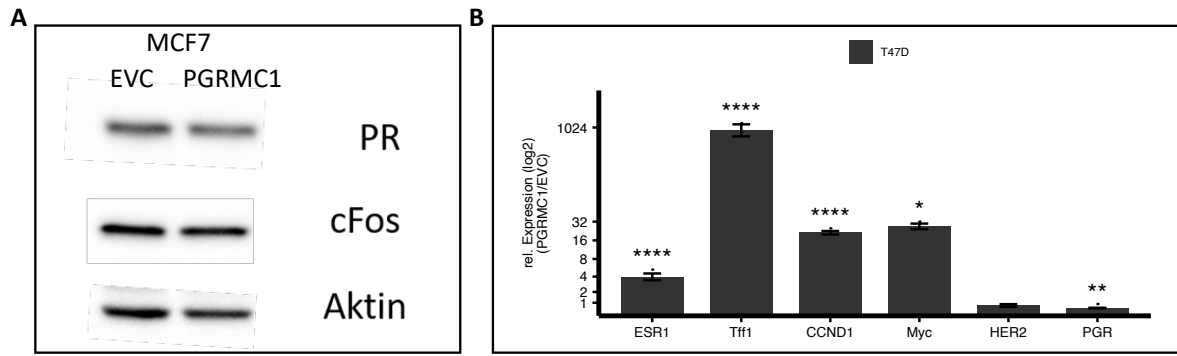 A
MCF7
EVC PGRMC1
PR
cFos
Aktin
B
T47D
rel. Expression (log2)
(PGRMC1/EVC)
1024
32
16
8
4
2
1
****
****
****
*
**
ESR1 Tff1 CCND1 Myc HER2 PGR